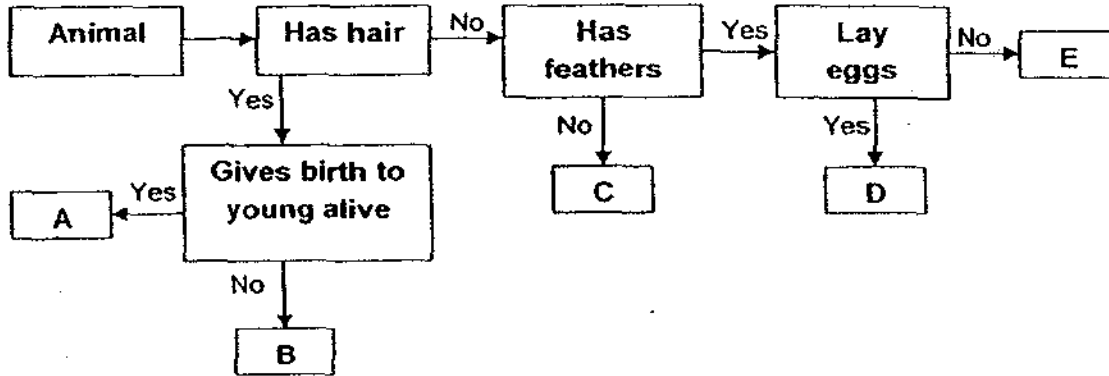 Animal
Has hair
No
Has
feathers
Yes
Lay
eggs
No
E
Yes
No
Yes
Gives birth to
young alive
Yes
A
C
D
No
B